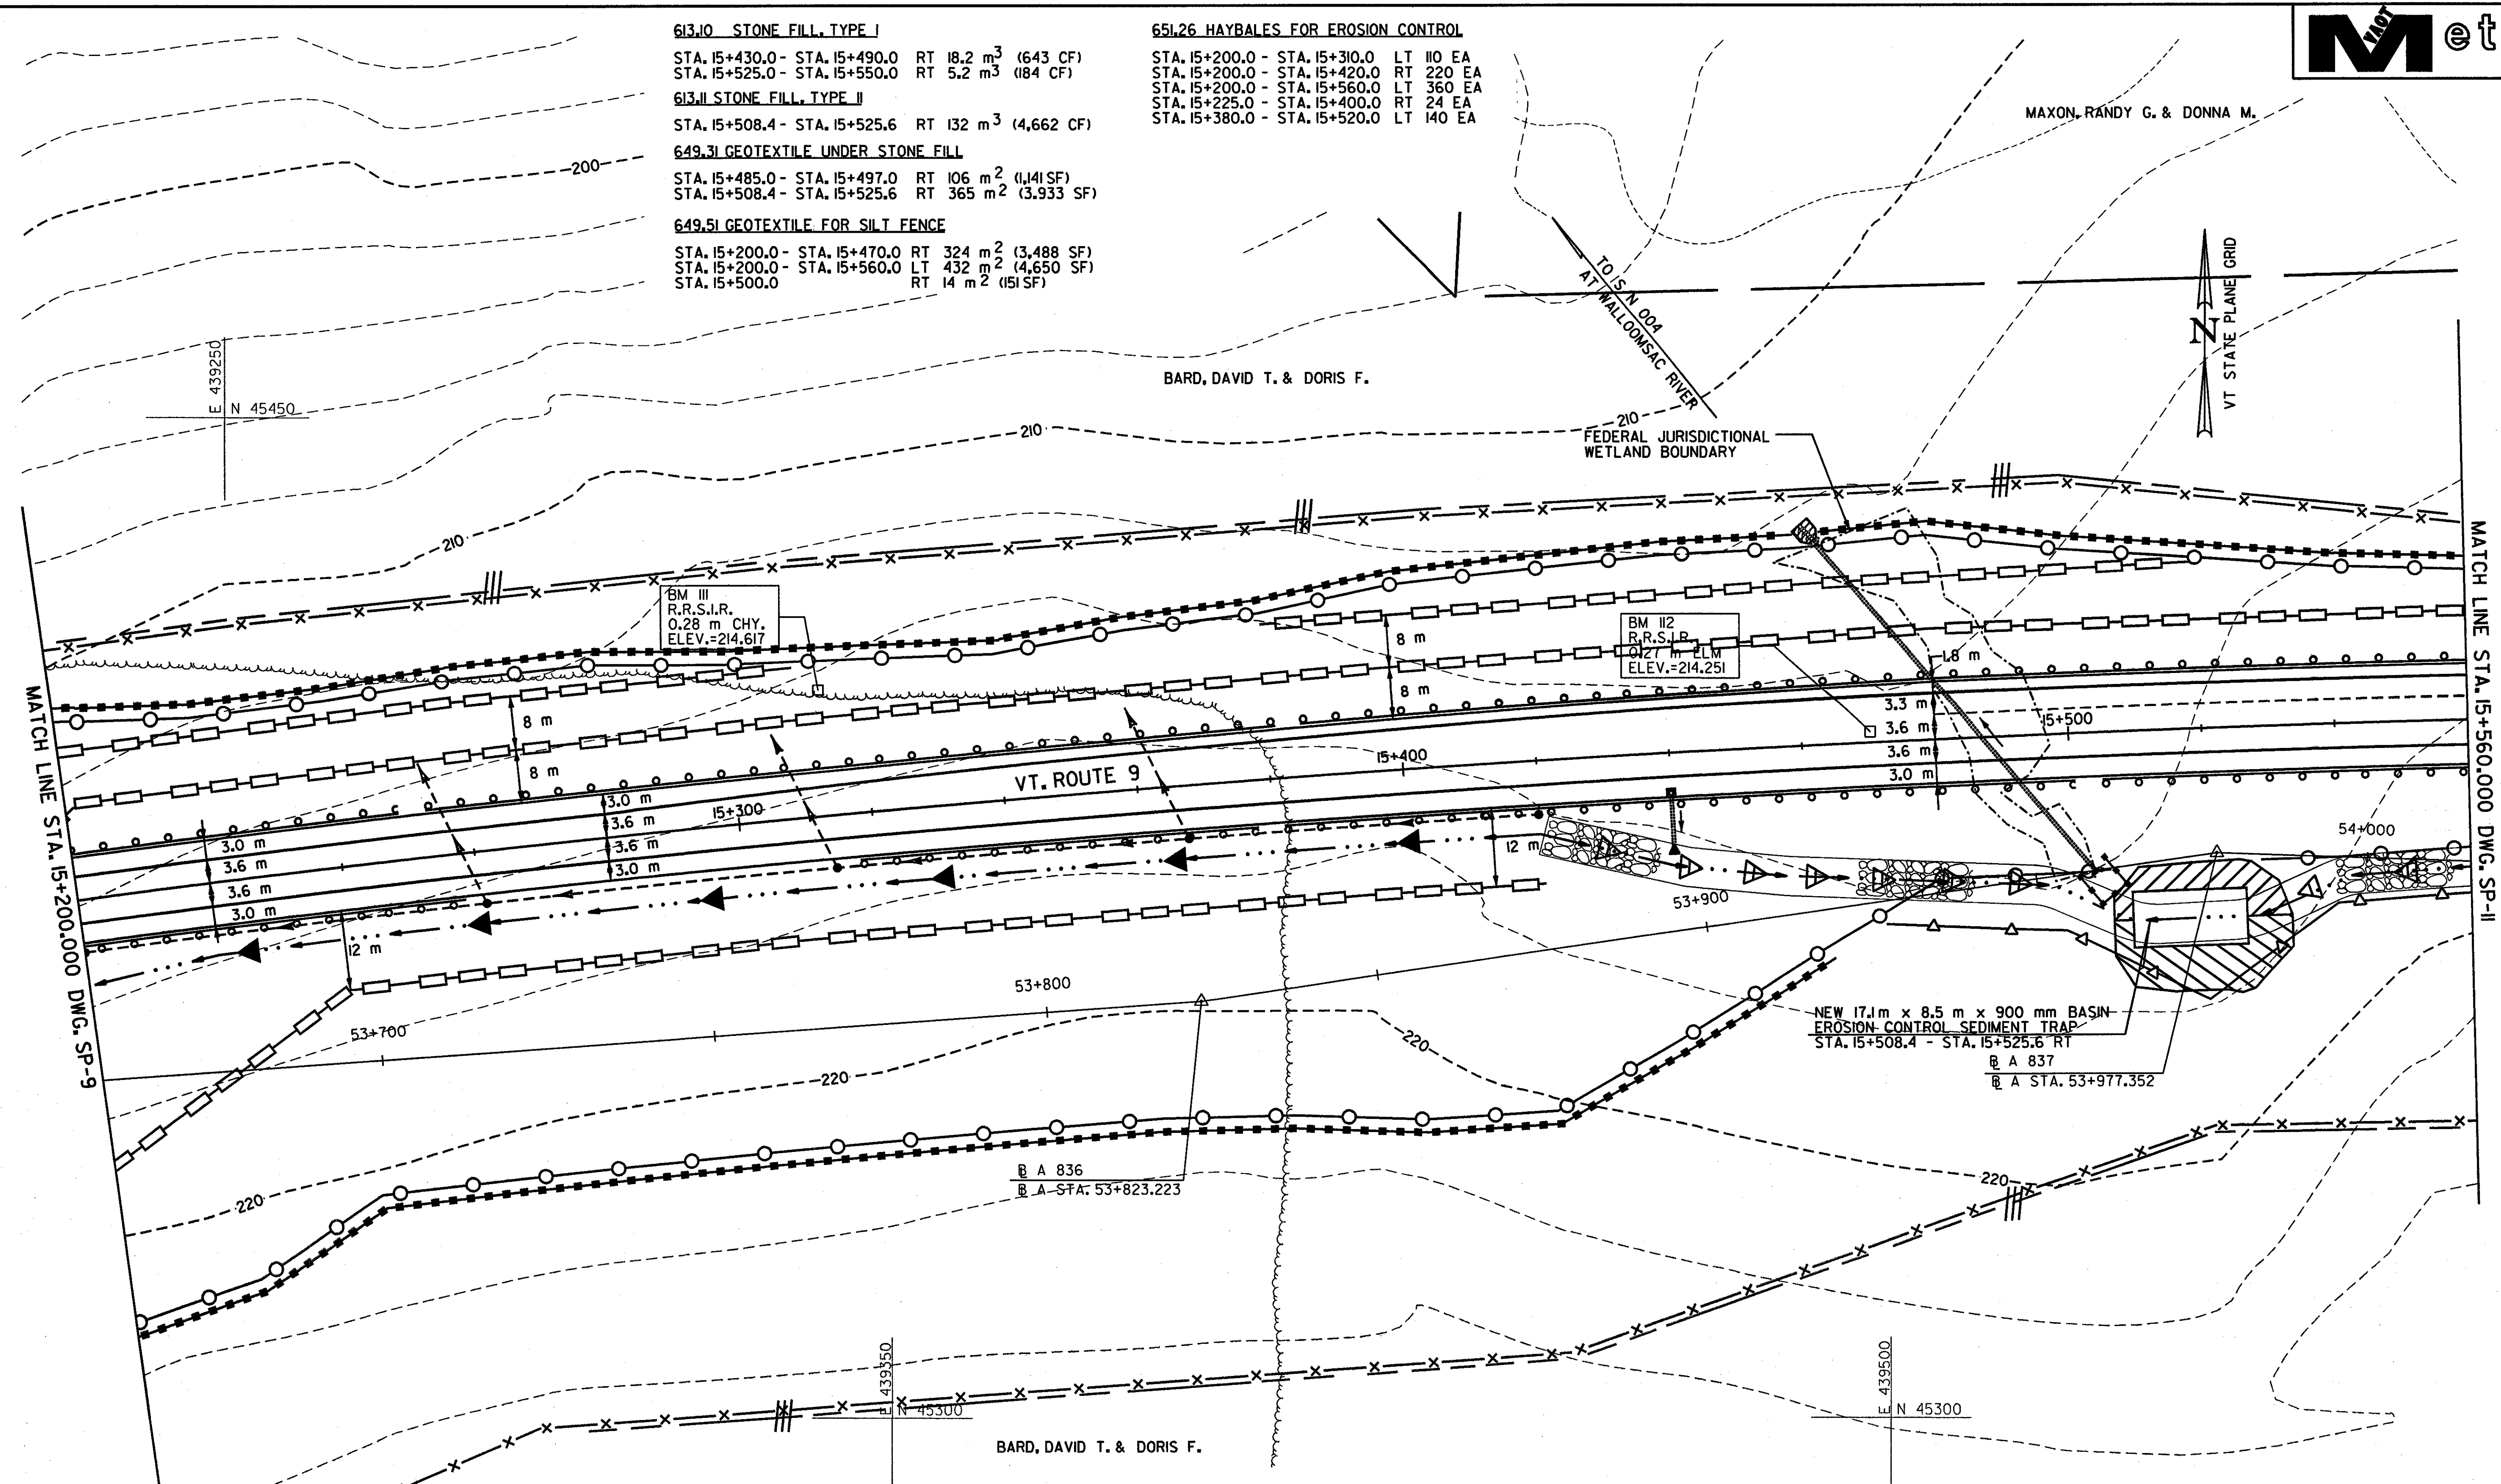 613.10 STONE FILL, TYPE I
STA. 15+430.0 - STA. 15+490.0 RT 18.2 m3 (643 CF)
STA. 15+525.0 - STA. 15+550.0 RT 5.2 m3 (184 CF)
613.11 STONE FILL, TYPE II
STA. 15+508.4 - STA. 15+525.6 RT 132 m3 (4,662 CF)
649.31 GEOTEXTILE UNDER STONE FILL
STA. 15+485.0 - STA. 15+497.0 RT 106 m2 (1,141 SF)
STA. 15+508.4 - STA. 15+525.6 RT 365 m2 (3.933 SF)
649.51 GEOTEXTILE FOR SILT FENCE
STA. 15+200.0 - STA. 15+470.0 RT 324 m2 (3,488 SF)
STA. 15+200.0 - STA. 15+560.0 LT 432 m2 (4,650 SF)
STA. 15+500.0 RT 14 m2 (151 SF)
651.26 HAYBALES FOR EROSION CONTROL
STA. 15+200.0 - STA. 15+310.0 LT 110 EA
STA. 15+200.0 - STA. 15+420.0 RT 220 EA
STA. 15+200.0 - STA. 15+560.0 LT 360 EA
STA. 15+225.0 - STA. 15+400.0 RT 24 EA
STA. 15+380.0 - STA. 15+520.0 LT 140 EA
VAOT
M et
MAXON, RANDY G. & DONNA M.
200
TO IS N 004
AT WALLOOMSAC RIVER
N
VT STATE PLANE GRID
E 439250
N 45450
BARD, DAVID T. & DORIS F.
210
210
210
FEDERAL JURISDICTIONAL
WETLAND BOUNDARY
BM 111
R.R.S.I.R.
0.28 m CHY.
ELEV.=214.617
BM 112
R.R.S.I.R.
0.27 m ELM
ELEV.=214.251
8 m
8 m
8 m
8 m
1.8 m
3.3 m
3.6 m
3.6 m
3.0 m
15+500
15+400
VT. ROUTE 9
15+300
3.0 m
3.6 m
3.6 m
3.0 m
3.0 m
3.6 m
3.6 m
3.0 m
12 m
12 m
MATCH LINE STA. 15+200.000 DWG. SP-9
MATCH LINE STA. 15+560.000 DWG. SP-11
54+000
53+900
53+800
53+700
NEW 17.1 m x 8.5 m x 900 mm BASIN
EROSION CONTROL SEDIMENT TRAP
STA. 15+508.4 - STA. 15+525.6 RT
BL A 837
BL A STA. 53+977.352
220
220
220
220
BL A 836
BL A STA. 53+823.223
E 439350
N 45300
E 439500
N 45300
BARD, DAVID T. & DORIS F.